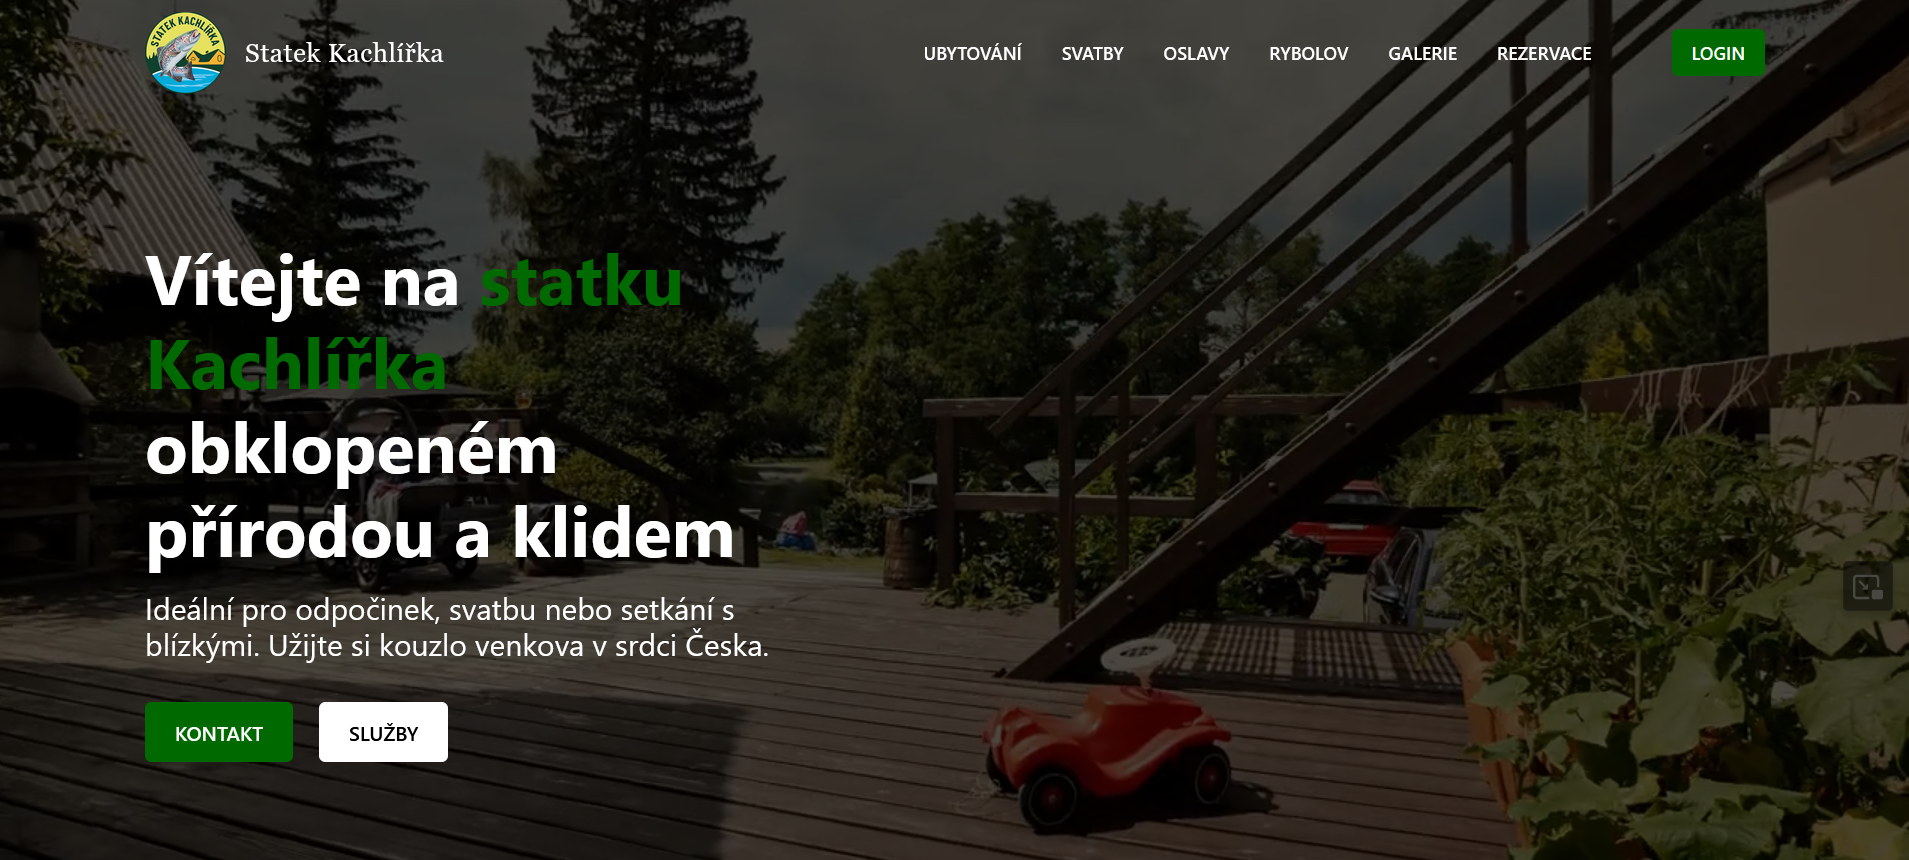 STATEK KACHLÍŘKA
Statek Kachlířka
UBYTOVÁNÍ
SVATBY
OSLAVY
RYBOLOV
GALERIE
REZERVACE
LOGIN
Vítejte na statku
Kachlířka
obklopeném
přírodou a klidem
Ideální pro odpočinek, svatbu nebo setkání s
blízkými. Užijte si kouzlo venkova v srdci Česka.
KONTAKT
SLUŽBY